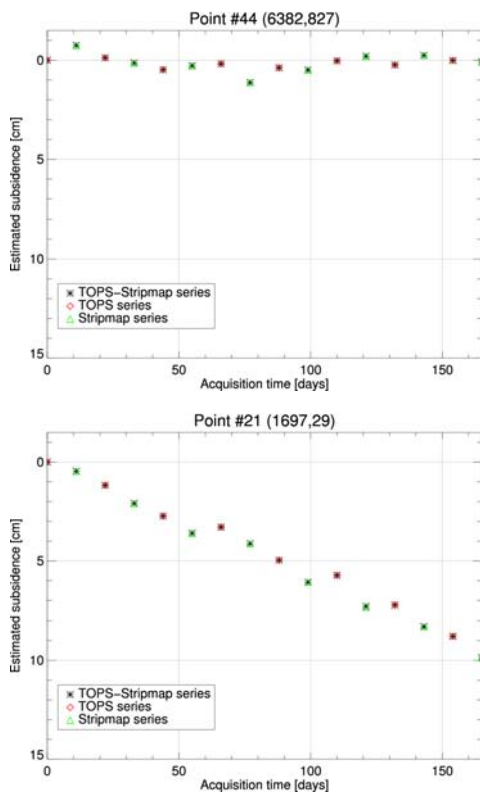 Point #44 (6382,827)
0
5
10
15
Estimated subsidence [cm]
TOPS−Stripmap series
TOPS series
Stripmap series
0 50 100 150
Acquisition time [days]
Point #21 (1697,29)
0
5
10
15
Estimated subsidence [cm]
TOPS−Stripmap series
TOPS series
Stripmap series
0 50 100 150
Acquisition time [days]